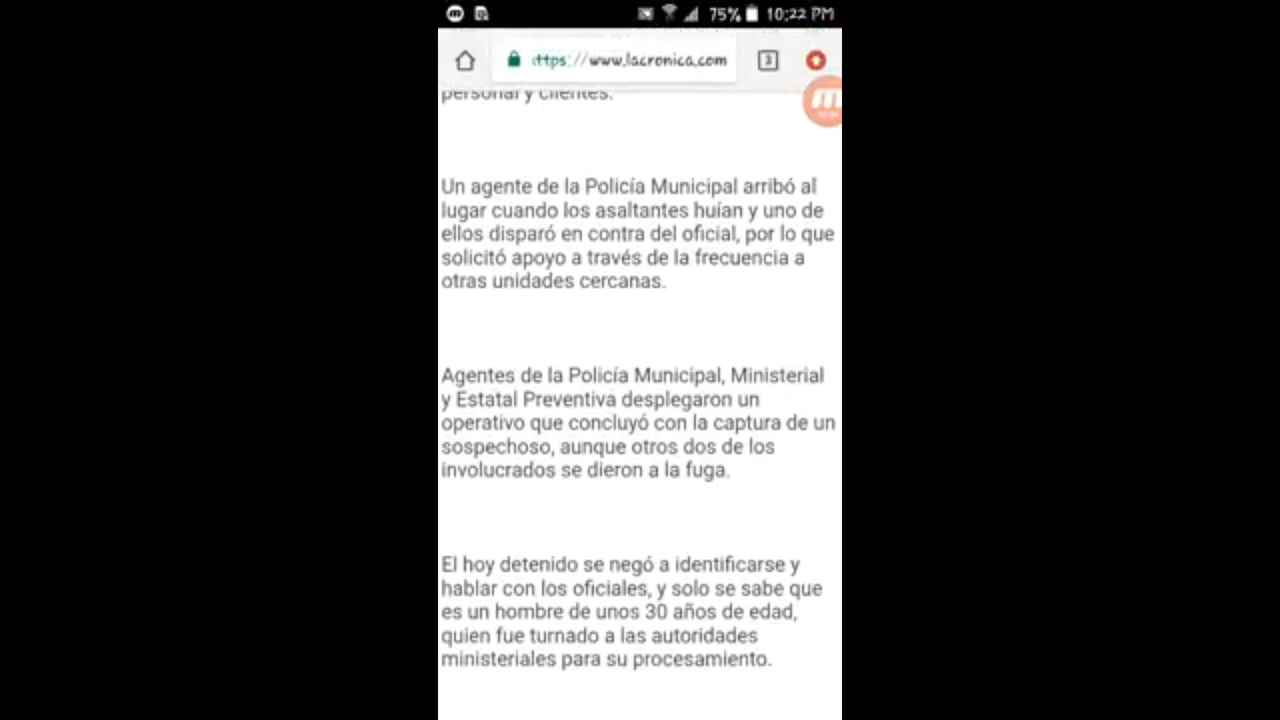 75% 10:22 PM
ttps://www.lacronica.com
3
personal y clientes.
Un agente de la Policía Municipal arribó al
lugar cuando los asaltantes huían y uno de
ellos disparó en contra del oficial, por lo que
solicitó apoyo a través de la frecuencia a
otras unidades cercanas.
Agentes de la Policía Municipal, Ministerial
y Estatal Preventiva desplegaron un
operativo que concluyó con la captura de un
sospechoso, aunque otros dos de los
involucrados se dieron a la fuga.
El hoy detenido se negó a identificarse y
hablar con los oficiales, y solo se sabe que
es un hombre de unos 30 años de edad,
quien fue turnado a las autoridades
ministeriales para su procesamiento.